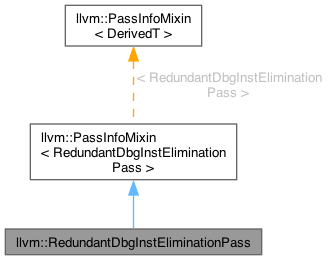 llvm::PassInfoMixin
< DerivedT >
< RedundantDbgInstElimination
Pass >
llvm::PassInfoMixin
< RedundantDbgInstElimination
Pass >
llvm::RedundantDbgInstEliminationPass